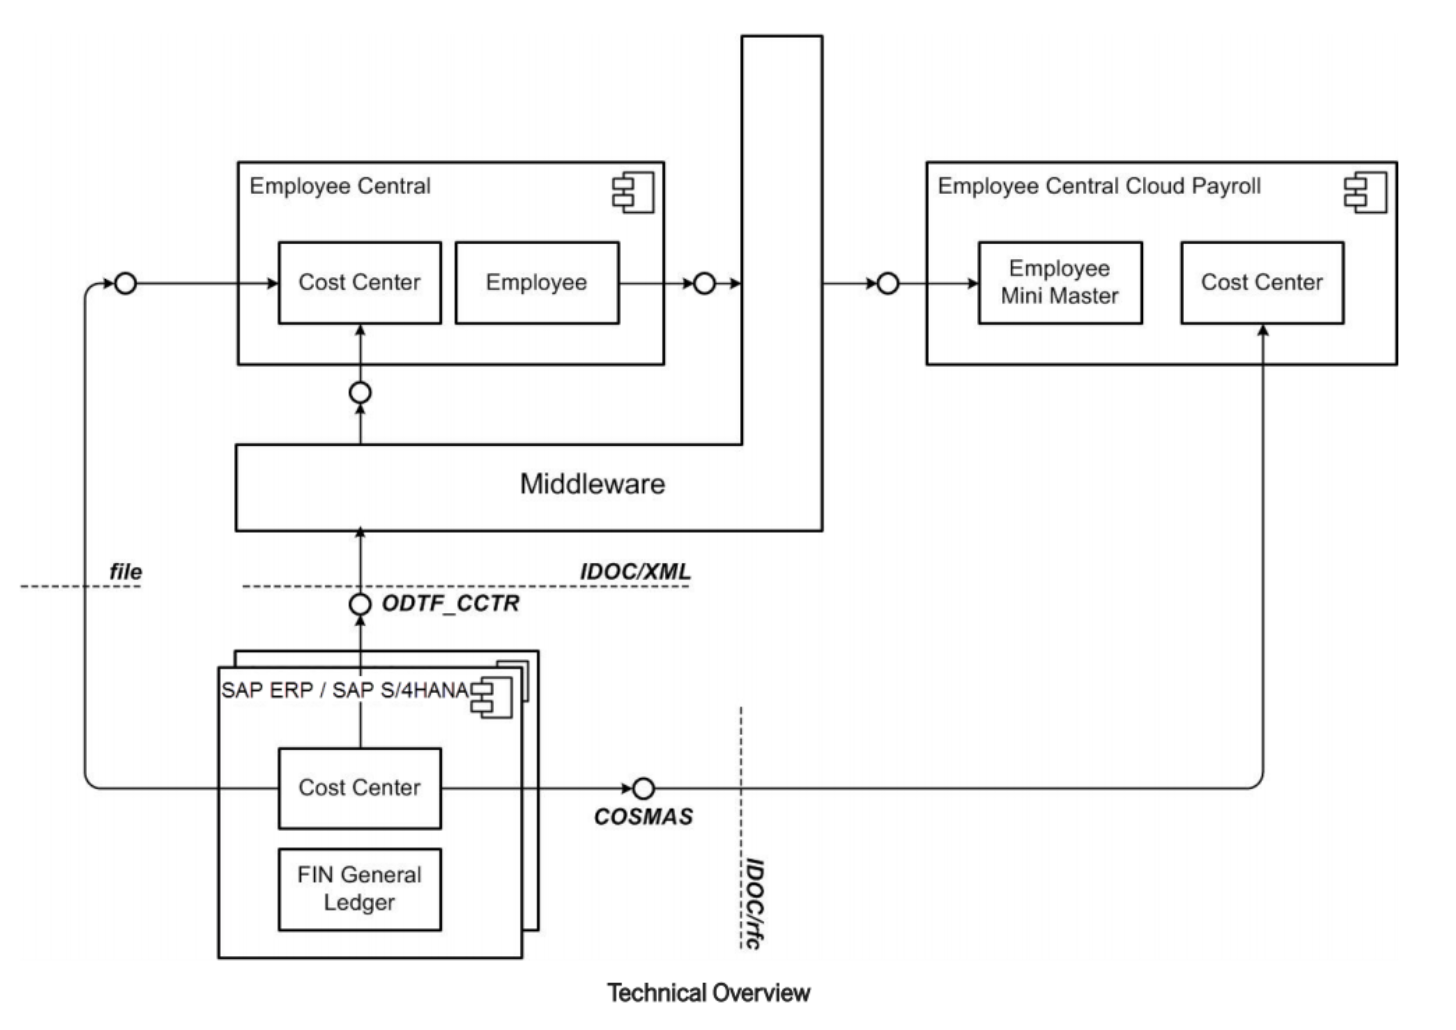 Employee Central
Employee Central Cloud Payroll
Cost Center
Employee
Employee
Mini Master
Cost Center
Middleware
file
IDOC/XML
ODTF_CCTR
SAP ERP / SAP S/4HANA
Cost Center
COSMAS
FIN General
Ledger
IDOC/rfc
Technical Overview